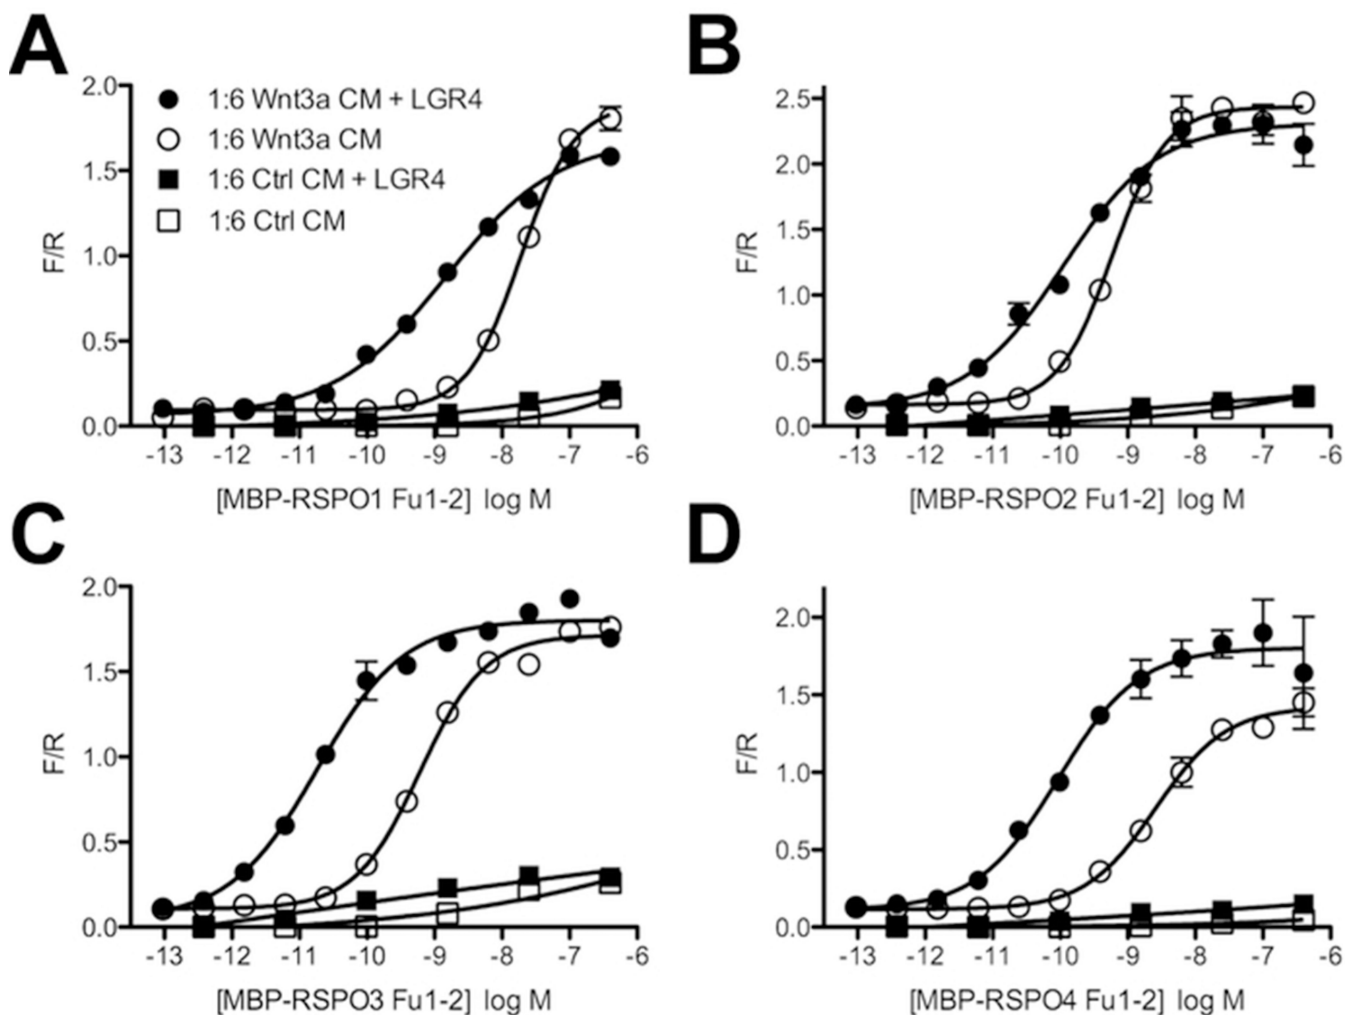 A
2.0
1.5
1.0
0.5
0.0
F/R
1:6 Wnt3a CM + LGR4
1:6 Wnt3a CM
1:6 Ctrl CM + LGR4
1:6 Ctrl CM
-13 -12 -11 -10 -9 -8 -7 -6
[MBP-RSPO1 Fu1-2] log M
B
2.5
2.0
1.5
1.0
0.5
0.0
F/R
-13 -12 -11 -10 -9 -8 -7 -6
[MBP-RSPO2 Fu1-2] log M
C
2.0
1.5
1.0
0.5
0.0
F/R
-13 -12 -11 -10 -9 -8 -7 -6
[MBP-RSPO3 Fu1-2] log M
D
2.0
1.5
1.0
0.5
0.0
F/R
-13 -12 -11 -10 -9 -8 -7 -6
[MBP-RSPO4 Fu1-2] log M